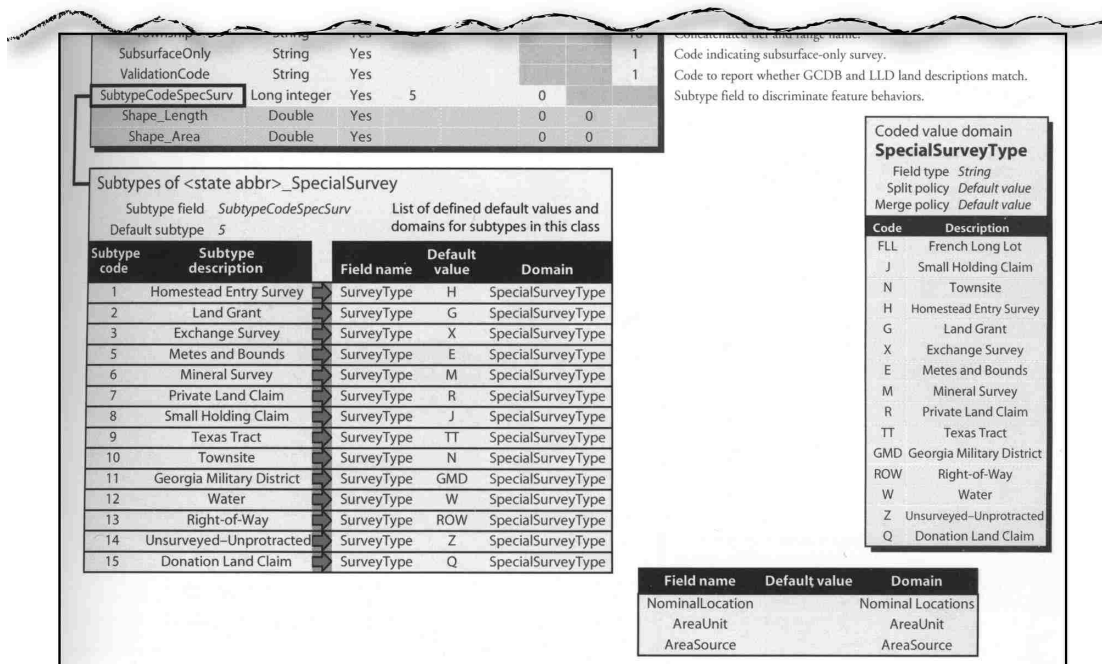 SubsurfaceOnly String Yes 1 Code indicating subsurface-only survey.
ValidationCode String Yes 1 Code to report whether GCDB and LLD land descriptions match.
SubtypeCodeSpecSurv Long integer Yes 5 0 Subtype field to discriminate feature behaviors.
Shape_Length Double Yes 0 0
Shape_Area Double Yes 0 0
Coded value domain
SpecialSurveyType
Field type String
Split policy Default value
Merge policy Default value
Code Description
FLL French Long Lot
J Small Holding Claim
N Townsite
H Homestead Entry Survey
G Land Grant
X Exchange Survey
E Metes and Bounds
M Mineral Survey
R Private Land Claim
TT Texas Tract
GMD Georgia Military District
ROW Right-of-Way
W Water
Z Unsurveyed–Unprotracted
Q Donation Land Claim
Subtypes of <state abbr>_SpecialSurvey
Subtype field SubtypeCodeSpecSurv
Default subtype 5
List of defined default values and
domains for subtypes in this class
Subtype code Subtype description Field name Default value Domain
1 Homestead Entry Survey SurveyType H SpecialSurveyType
2 Land Grant SurveyType G SpecialSurveyType
3 Exchange Survey SurveyType X SpecialSurveyType
5 Metes and Bounds SurveyType E SpecialSurveyType
6 Mineral Survey SurveyType M SpecialSurveyType
7 Private Land Claim SurveyType R SpecialSurveyType
8 Small Holding Claim SurveyType J SpecialSurveyType
9 Texas Tract SurveyType TT SpecialSurveyType
10 Townsite SurveyType N SpecialSurveyType
11 Georgia Military District SurveyType GMD SpecialSurveyType
12 Water SurveyType W SpecialSurveyType
13 Right-of-Way SurveyType ROW SpecialSurveyType
14 Unsurveyed–Unprotracted SurveyType Z SpecialSurveyType
15 Donation Land Claim SurveyType Q SpecialSurveyType
Field name Default value Domain
NominalLocation Nominal Locations
AreaUnit AreaUnit
AreaSource AreaSource